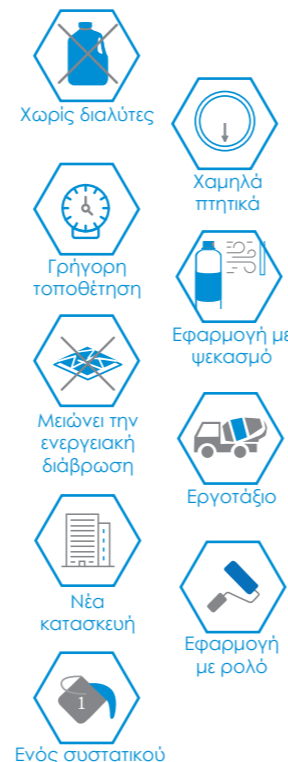 Χωρίς διαλύτες
Χαμηλά
πτητικά
Γρήγορη
τοποθέτηση
Εφαρμογή με
ψεκασμό
Μειώνει την
ενεργειακή
διάβρωση
Εργοτάξιο
Νέα
κατασκευή
Εφαρμογή
με ρολό
1
Ενός συστατικού